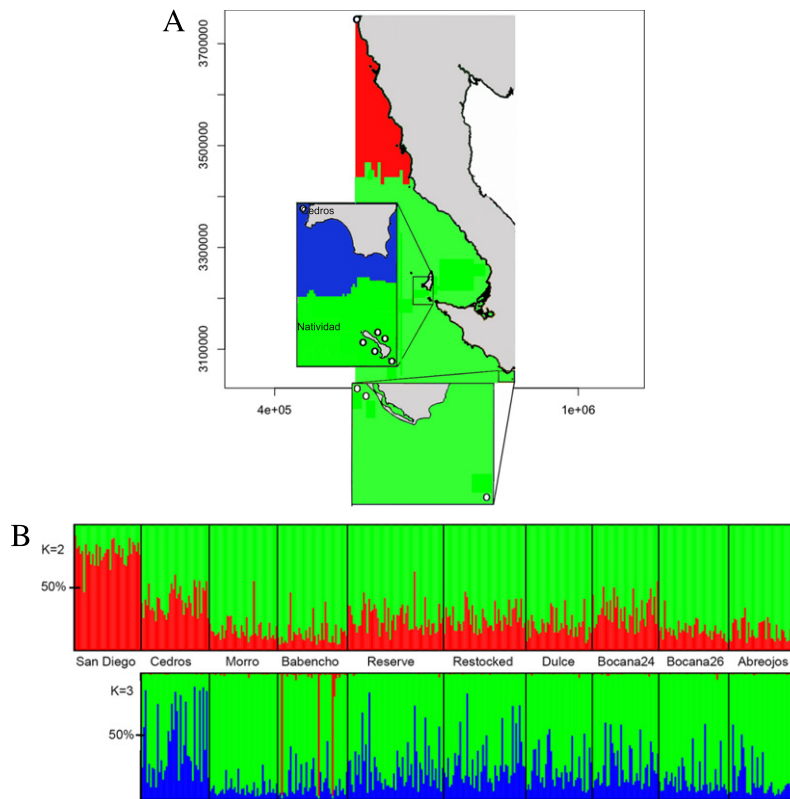 A
3700000
3500000
3300000
3100000
Cedros
Natividad
4e+05
1e+06
B
K=2
50%
San Diego
Cedros
Morro
Babencho
Reserve
Restocked
Dulce
Bocana24
Bocana26
Abreojos
K=3
50%